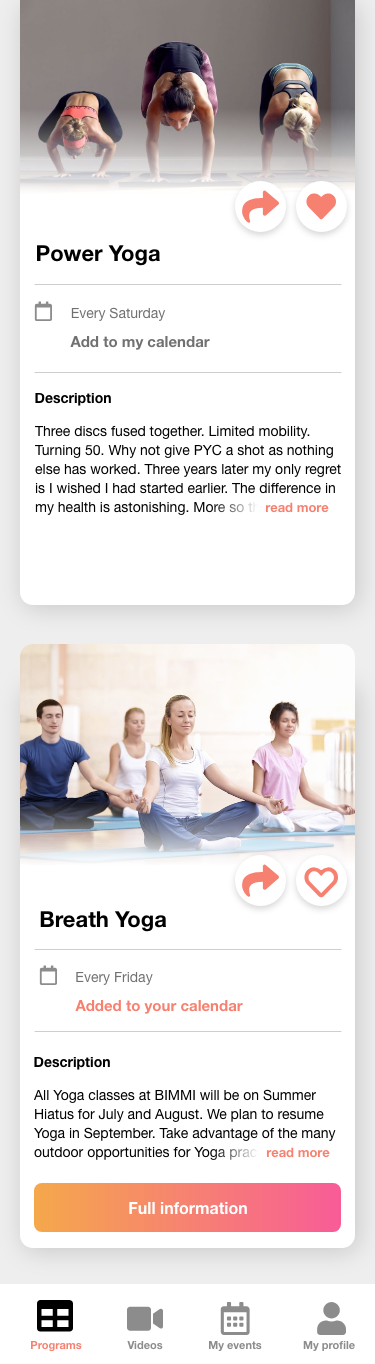 Power Yoga
Every Saturday
Add to my calendar
Description
Three discs fused together. Limited mobility.
Turning 50. Why not give PYC a shot as nothing
else has worked. Three years later my only regret
is I wished I had started earlier. The difference in
my health is astonishing. More so th read more
Breath Yoga
Every Friday
Added to your calendar
Description
All Yoga classes at BIMMI will be on Summer
Hiatus for July and August. We plan to resume
Yoga in September. Take advantage of the many
outdoor opportunities for Yoga prac read more
Full information
Programs Videos My events My profile